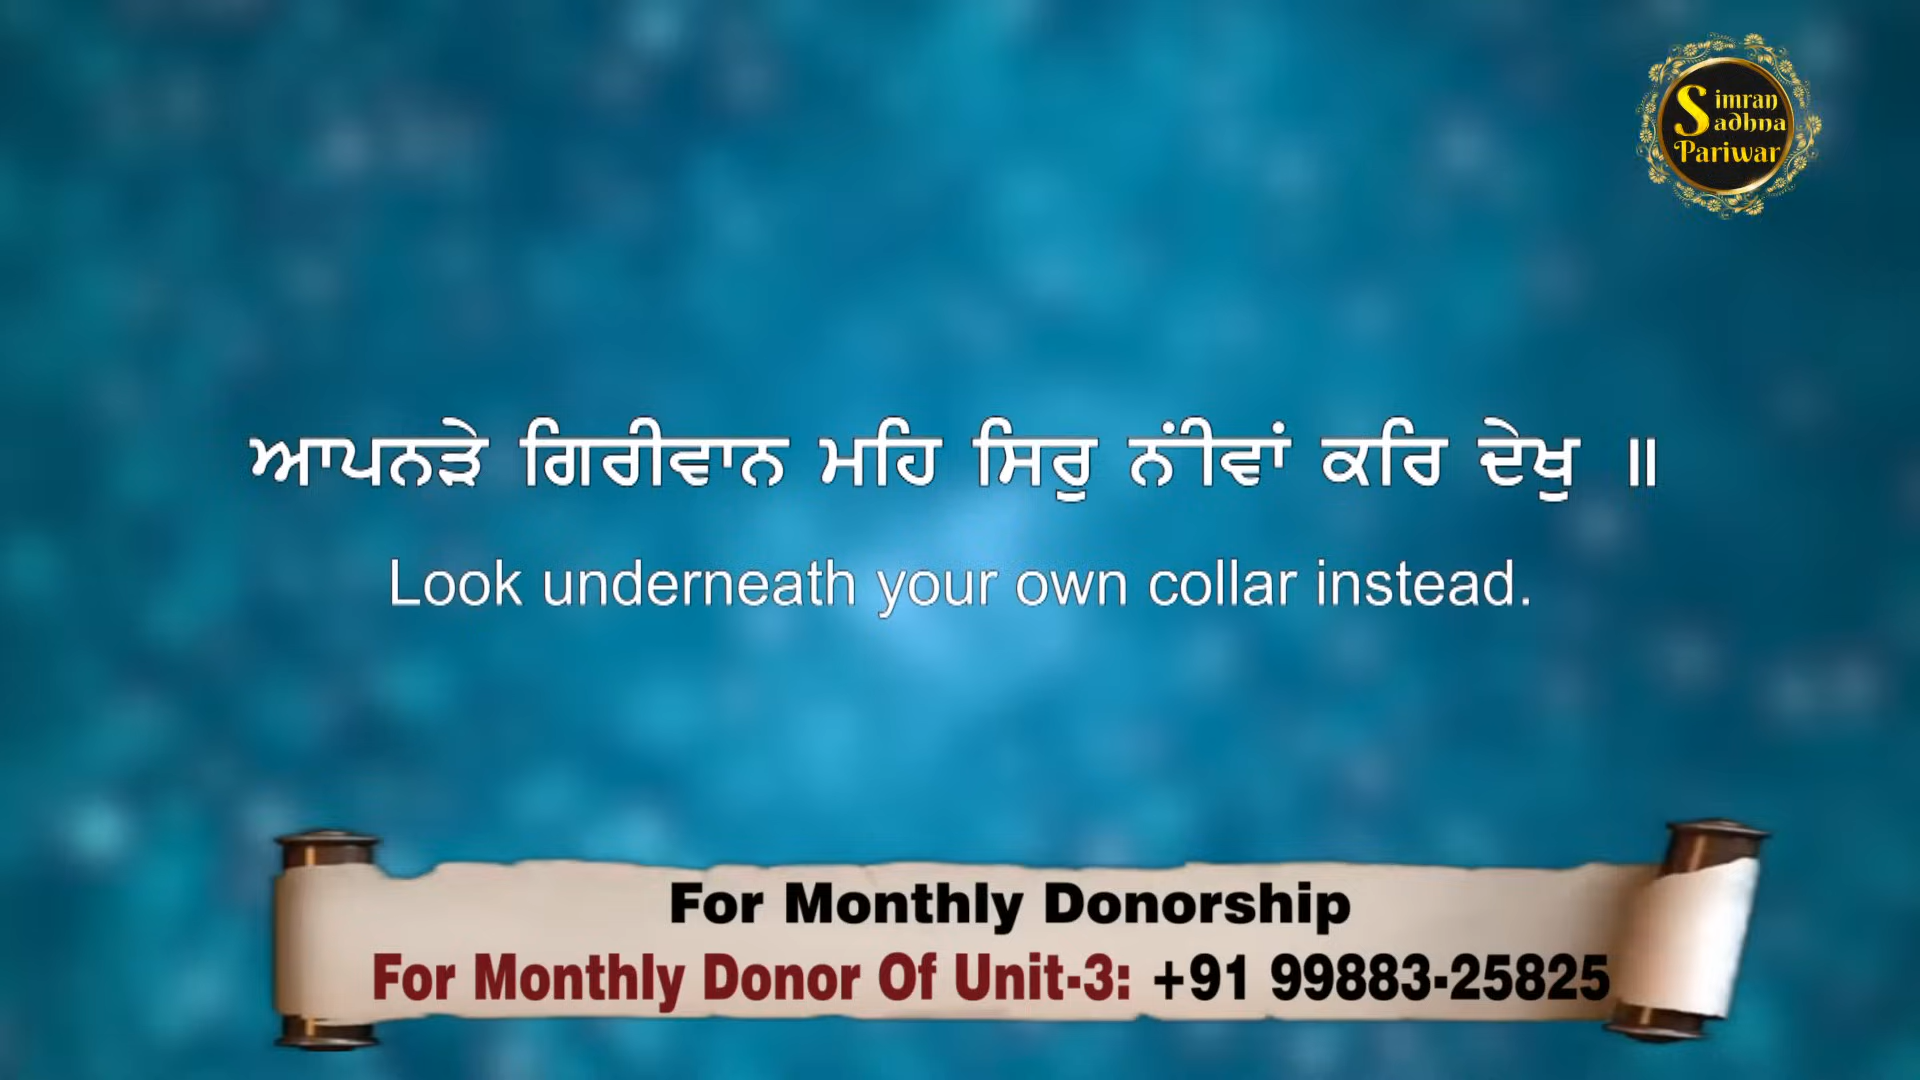 Simran
Sadhna
Pariwar
ਆਪਨੜੇ ਗਿਰੀਵਾਨ ਮਹਿ ਸਿਰੁ ਨੀਂਵਾਂ ਕਰਿ ਦੇਖੁ ॥
Look underneath your own collar instead.
For Monthly Donorship
For Monthly Donor Of Unit-3: +91 99883-25825